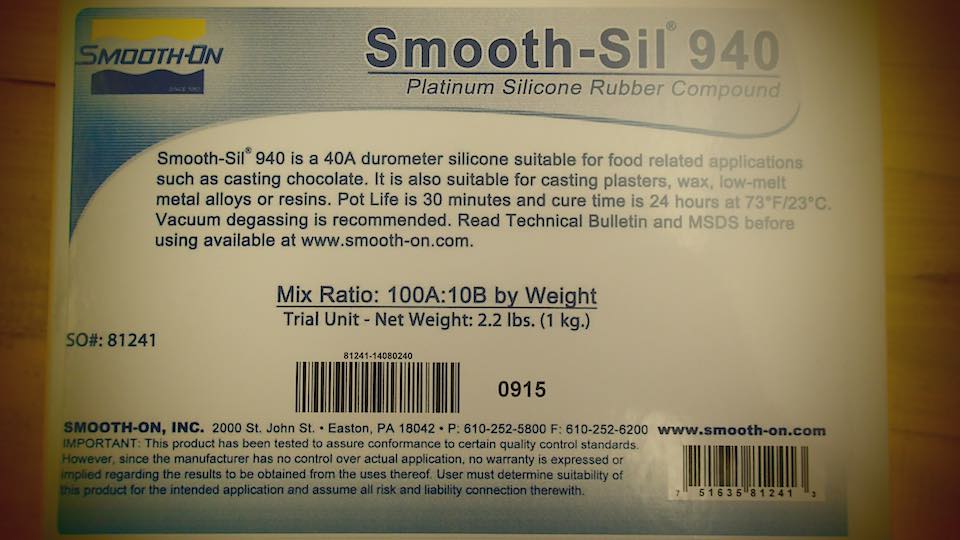 SMOOTH-ON
SINCE 1895
Smooth-Sil® 940
Platinum Silicone Rubber Compound
Smooth-Sil® 940 is a 40A durometer silicone suitable for food related applications
such as casting chocolate. It is also suitable for casting plasters, wax, low-melt
metal alloys or resins. Pot Life is 30 minutes and cure time is 24 hours at 73°F/23°C.
Vacuum degassing is recommended. Read Technical Bulletin and MSDS before
using available at www.smooth-on.com.
Mix Ratio: 100A:10B by Weight
Trial Unit - Net Weight: 2.2 lbs. (1 kg.)
SO#: 81241
81241-14080240
0915
SMOOTH-ON, INC. 2000 St. John St. • Easton, PA 18042 • P: 610-252-5800 F: 610-252-6200 www.smooth-on.com
IMPORTANT: This product has been tested to assure conformance to certain quality control standards.
However, since the manufacturer has no control over actual application, no warranty is expressed or
implied regarding the results to be obtained from the uses thereof. User must determine suitability of
this product for the intended application and assume all risk and liability connection therewith.
7 51635 81241 3